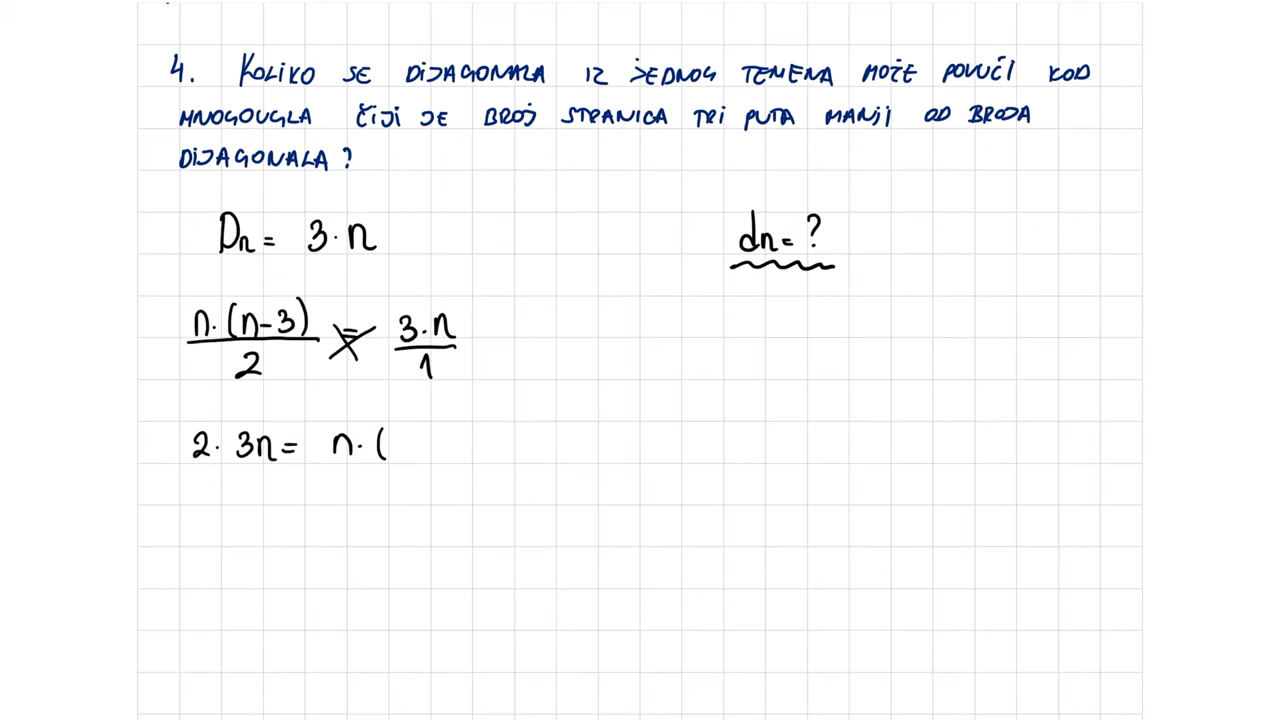 4. KOLIKO SE DIJAGONALA IZ JEDNOG TEMENA MOŽE POVUĆI KOD
MNOGOUGLA ČIJI JE BROJ STRANICA TRI PUTA MANJI OD BROJA
DIJAGONALA?
Dn = 3·n
dn = ?
n·(n-3)/2 = 3·n/1
2·3n = n·(